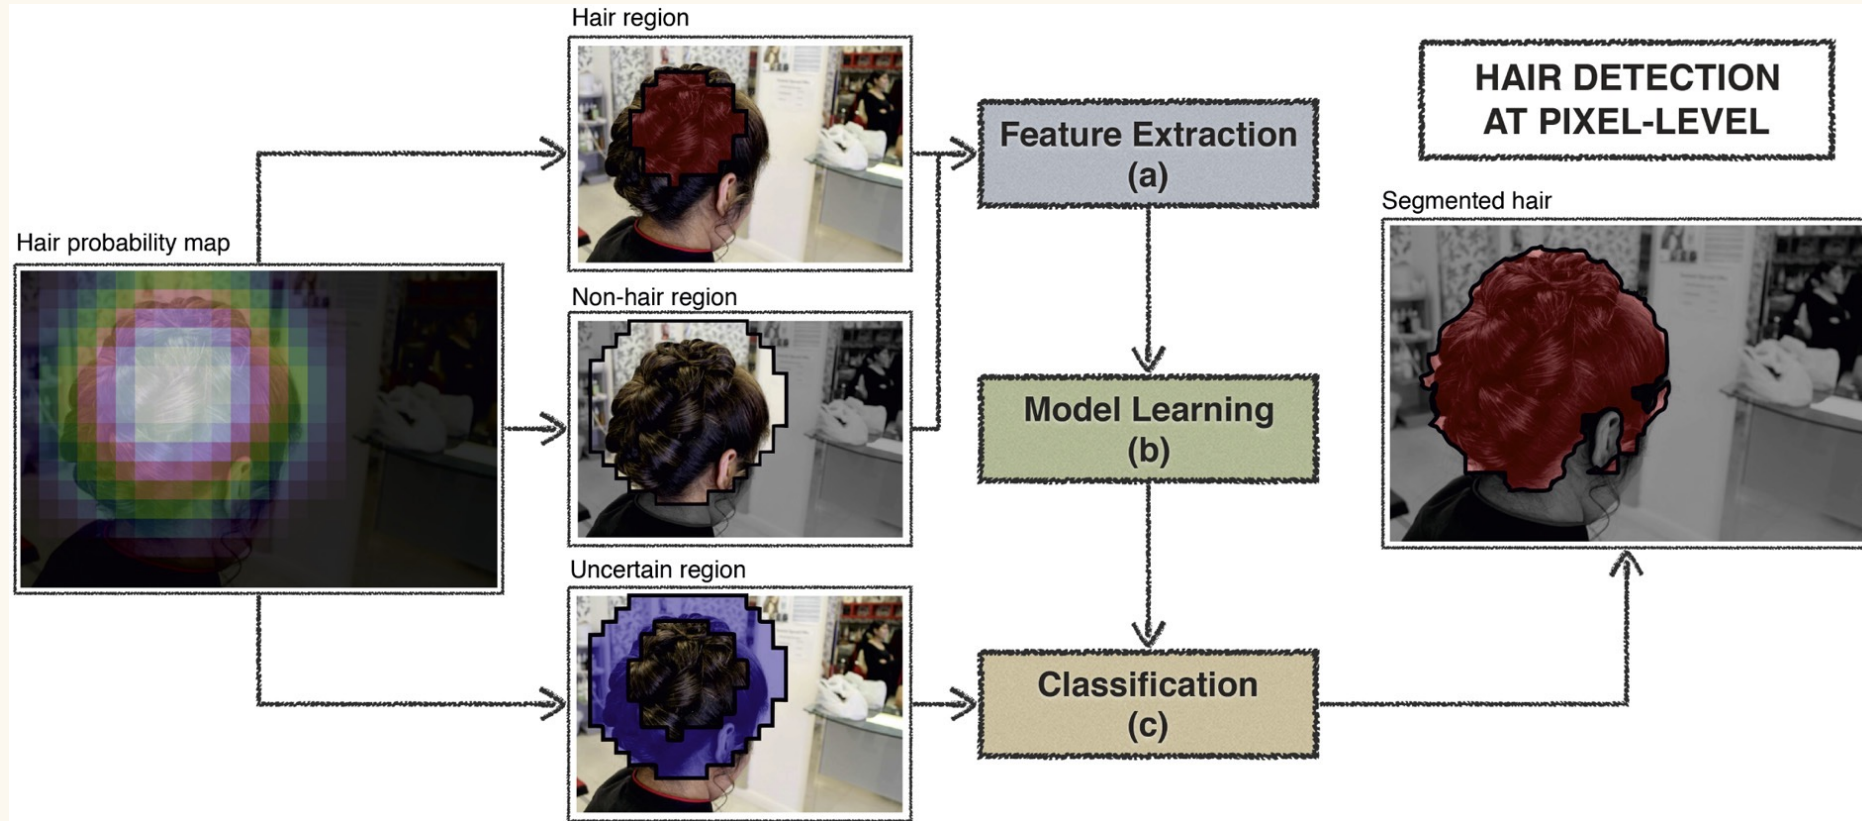 Hair region
HAIR DETECTION
AT PIXEL-LEVEL
Feature Extraction
(a)
Segmented hair
Hair probability map
Non-hair region
Model Learning
(b)
Uncertain region
Classification
(c)